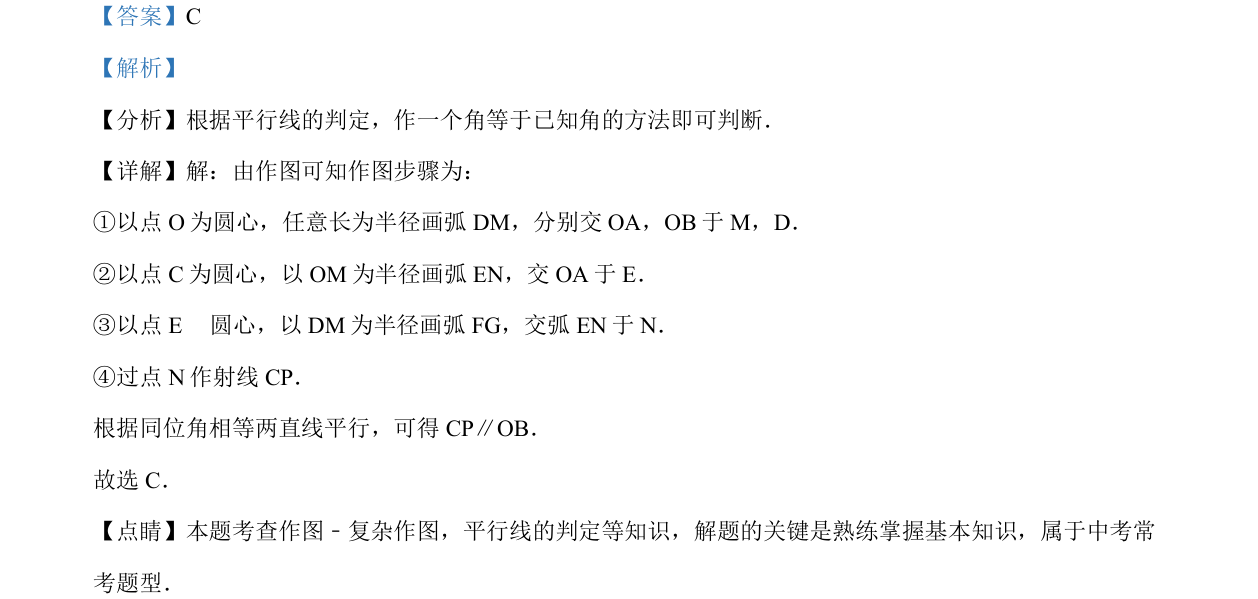 【答案】C
【解析】
【分析】根据平行线的判定，作一个角等于已知角的方法即可判断．
【详解】解：由作图可知作图步骤为：
①以点 O 为圆心，任意长为半径画弧 DM，分别交 OA，OB 于 M，D．
②以点 C 为圆心，以 OM 为半径画弧 EN，交 OA 于 E．
③以点 E 圆心，以 DM 为半径画弧 FG，交弧 EN 于 N．
④过点 N 作射线 CP．
根据同位角相等两直线平行，可得 CP∥OB．
故选 C．
【点睛】本题考查作图﹣复杂作图，平行线的判定等知识，解题的关键是熟练掌握基本知识，属于中考常
考题型．